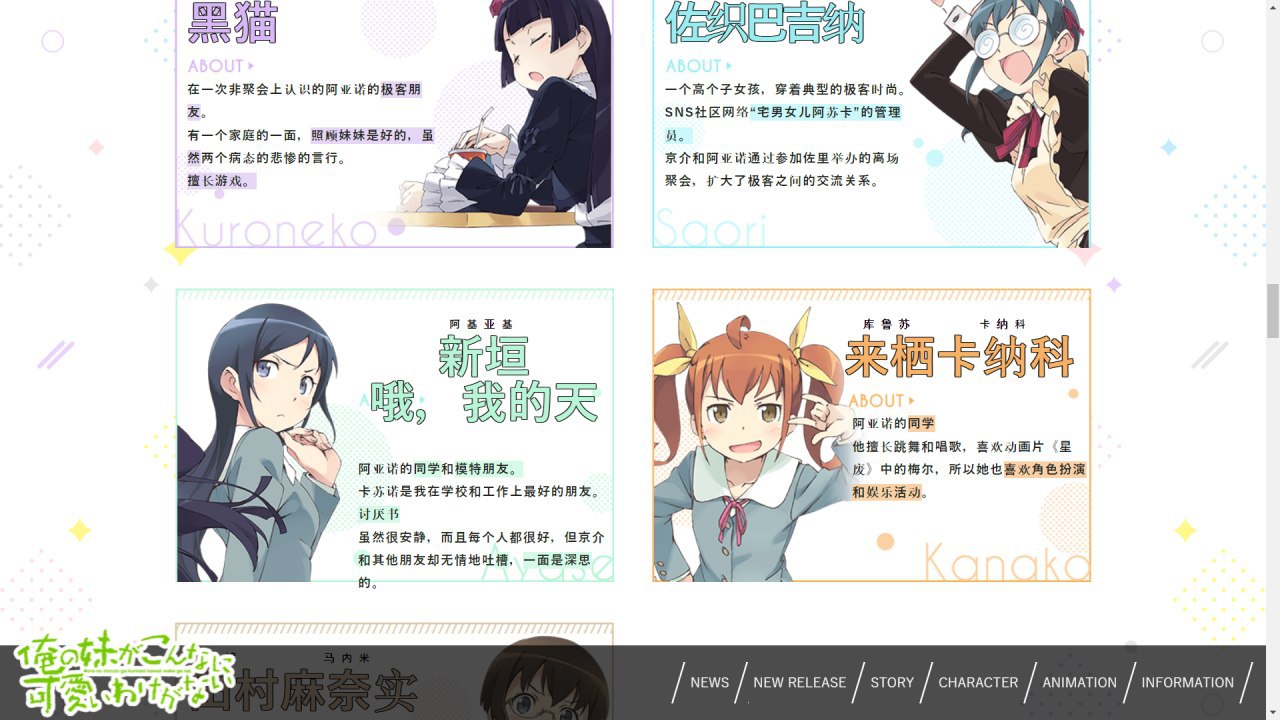 黑猫
ABOUT
在一次非聚会上认识的阿亚诺的极客朋
友。
有一个家庭的一面，照顾妹妹是好的，虽
然两个病态的悲惨的言行。
擅长游戏。
Kuroneko
佐织巴吉纳
ABOUT
一个高个子女孩，穿着典型的极客时尚。
SNS社区网络“宅男女儿阿苏卡”的管理
员。
京介和阿亚诺通过参加佐里举办的离场
聚会，扩大了极客之间的交流关系。
Saori
阿基亚基
新垣
哦，我的天
阿亚诺的同学和模特朋友。
卡苏诺是我在学校和工作上最好的朋友。
讨厌书
虽然很安静，而且每个人都很好，但京介
和其他朋友却无情地吐槽，一面是深思
的。
Ayase
库鲁苏 卡纳科
来栖卡纳科
ABOUT
阿亚诺的同学
他擅长跳舞和唱歌，喜欢动画片《星
废》中的梅尔，所以她也喜欢角色扮演
和娱乐活动。
Kanako
马内米
田村麻奈实
俺の妹がこんなに
可愛いわけがない
NEWS
NEW RELEASE
STORY
CHARACTER
ANIMATION
INFORMATION